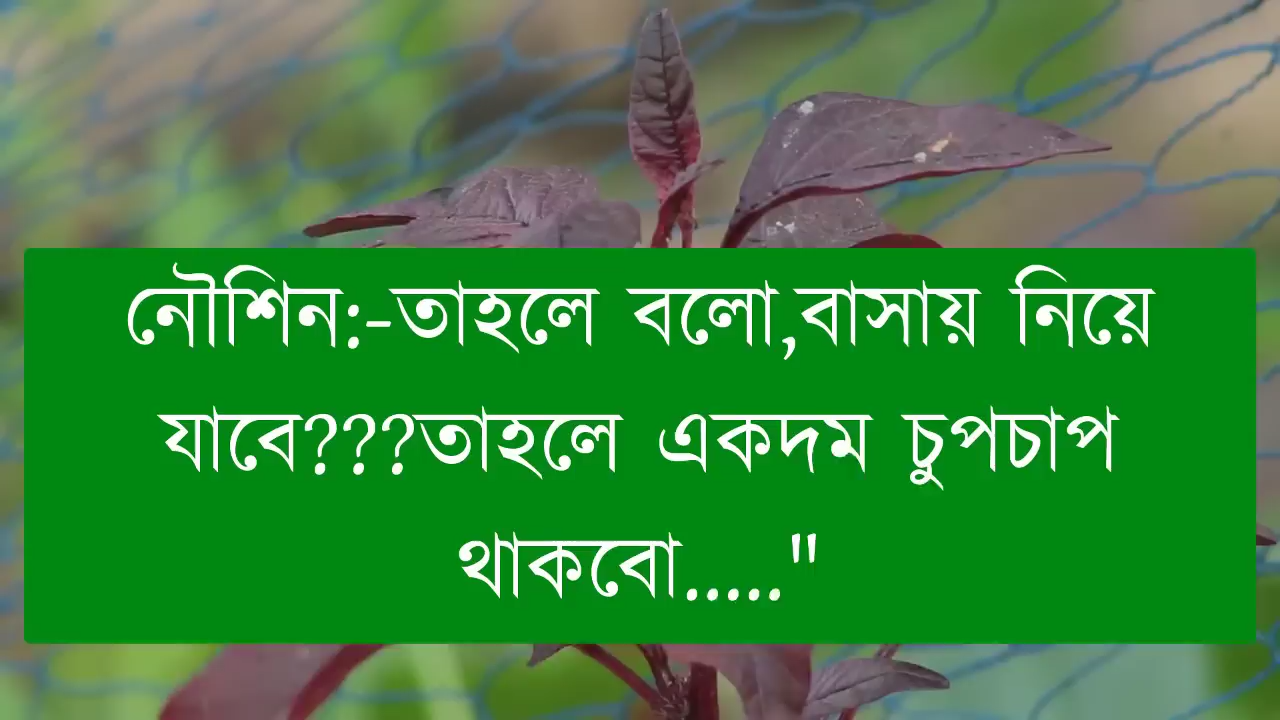 নৌশিন:-তাহলে বলো,বাসায় নিয়ে
যাবে???তাহলে একদম চুপচাপ
থাকবো....."